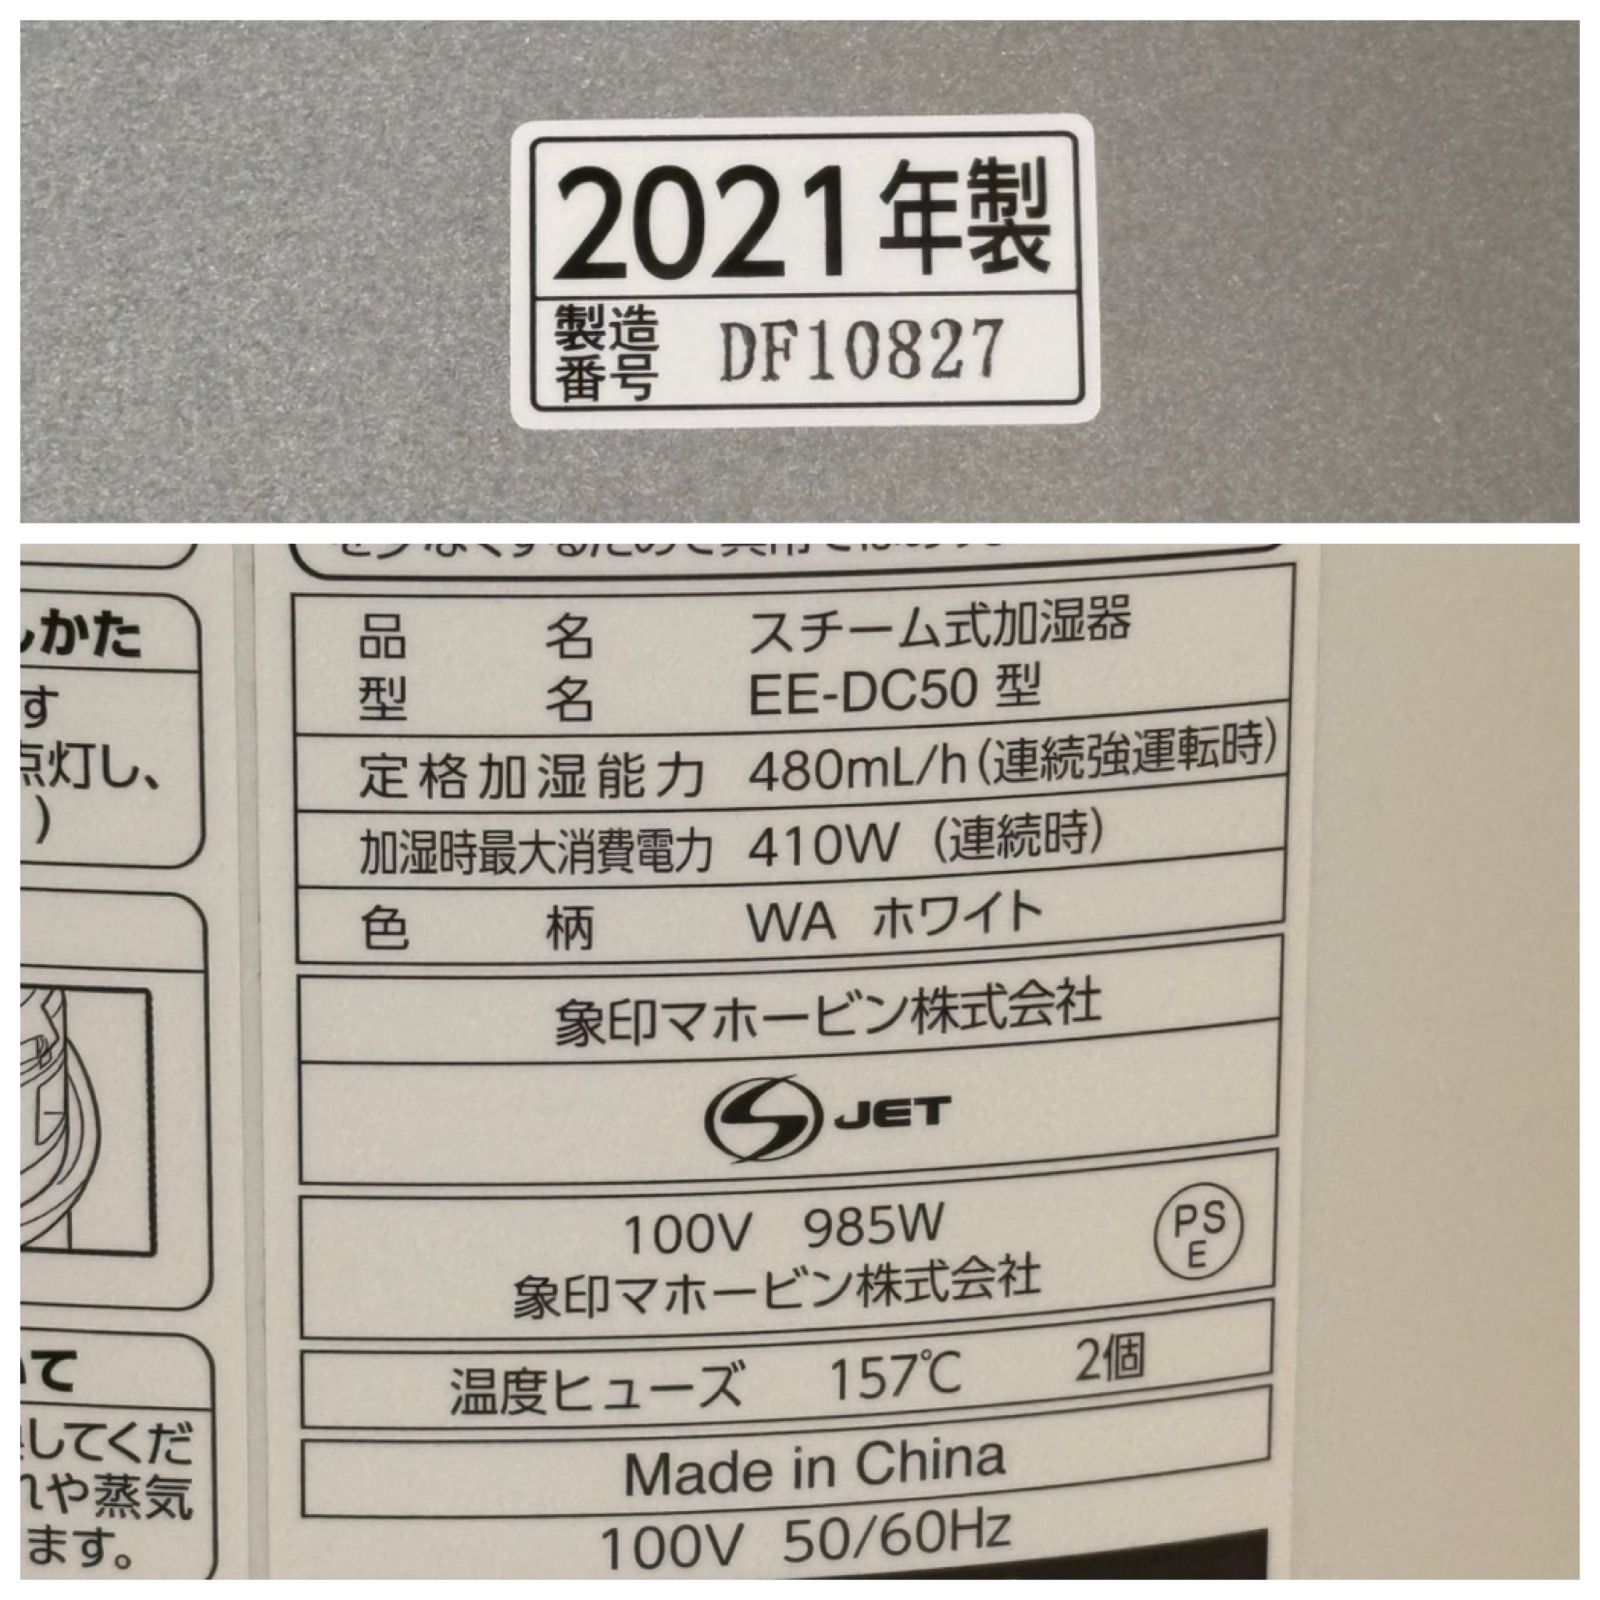 2021年製
製造番号 DF10827
しかた
す
点灯し、
)
いて
してくだ
れや蒸気
ます。
品名 スチーム式加湿器
型名 EE-DC50 型
定格加湿能力 480mL/h(連続強運転時)
加湿時最大消費電力 410W (連続時)
色柄 WA ホワイト
象印マホービン株式会社
JET
100V 985W
PSE
象印マホービン株式会社
温度ヒューズ 157℃ 2個
Made in China
100V 50/60Hz